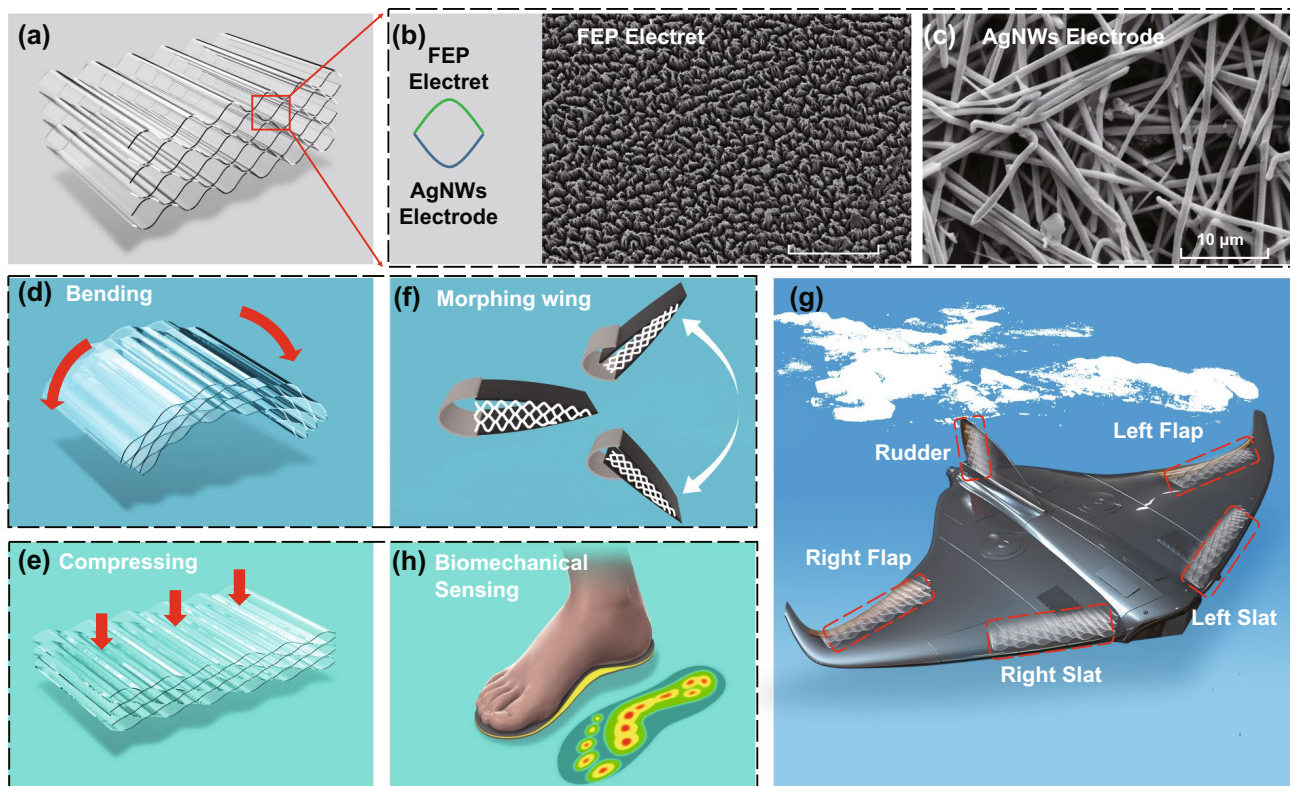 (a)
(b)
FEP
Electret
AgNWs
Electrode
FEP Electret
(c)
AgNWs Electrode
10 µm
(d)
Bending
(f)
Morphing wing
(g)
Rudder
Left Flap
Right Flap
Left Slat
Right Slat
(e)
Compressing
(h)
Biomechanical
Sensing